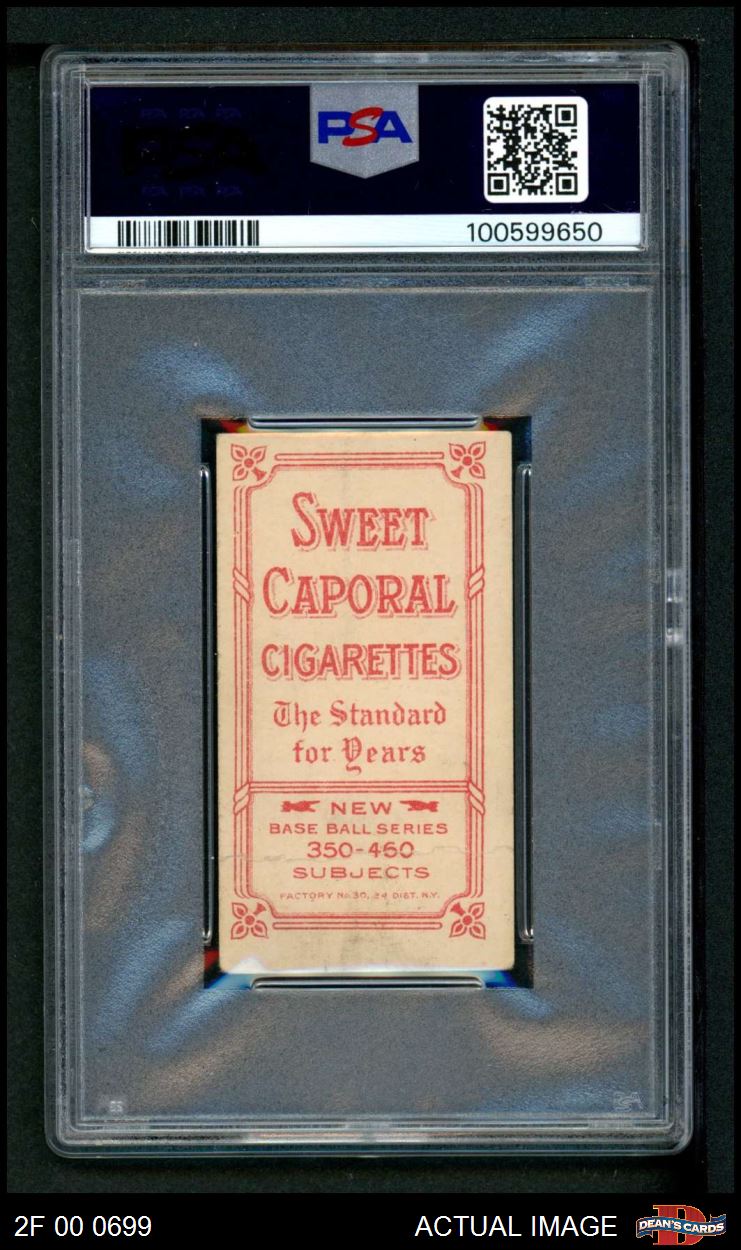 PSA
100599650
SWEET
CAPORAL
CIGARETTES
The Standard
for Years
NEW
BASE BALL SERIES
350-460
SUBJECTS
FACTORY No 30, 2d DIST. N.Y.
2F 00 0699
ACTUAL IMAGE
DEAN'S CARDS